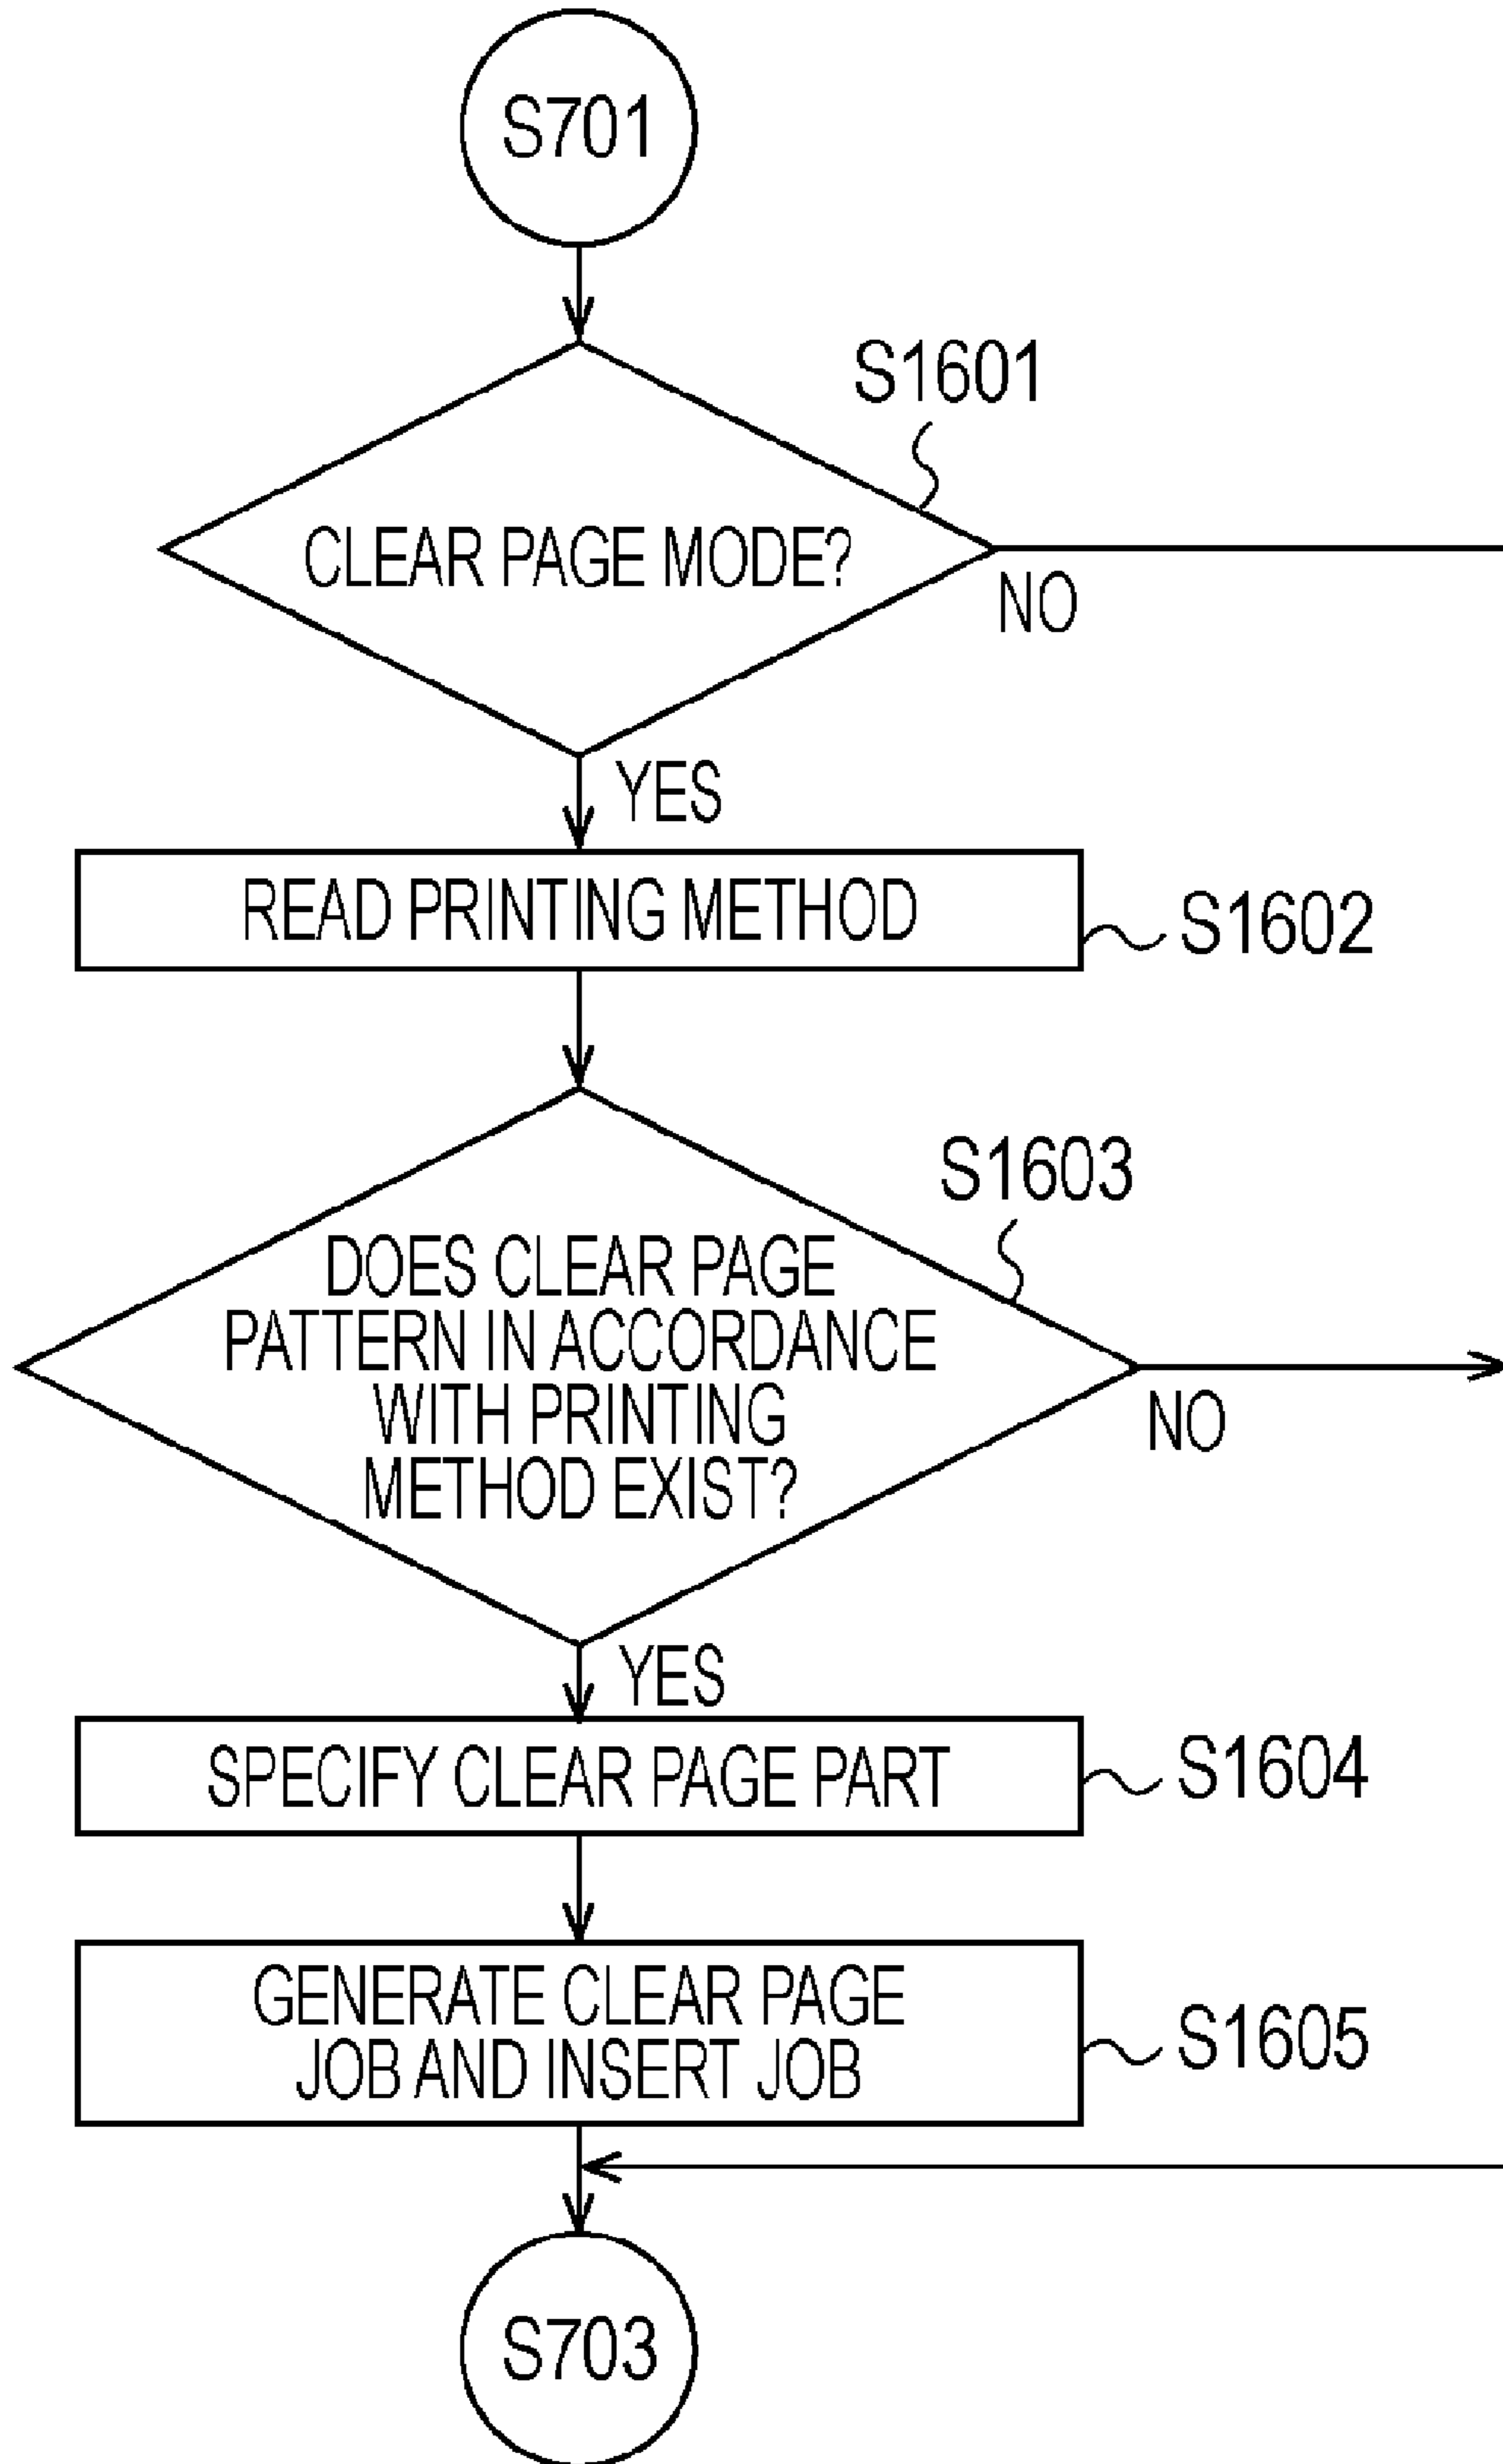 S701
S1601
CLEAR PAGE MODE?
NO
YES
READ PRINTING METHOD
S1602
S1603
DOES CLEAR PAGE
PATTERN IN ACCORDANCE
WITH PRINTING
METHOD EXIST?
NO
YES
SPECIFY CLEAR PAGE PART
S1604
GENERATE CLEAR PAGE
JOB AND INSERT JOB
S1605
S703